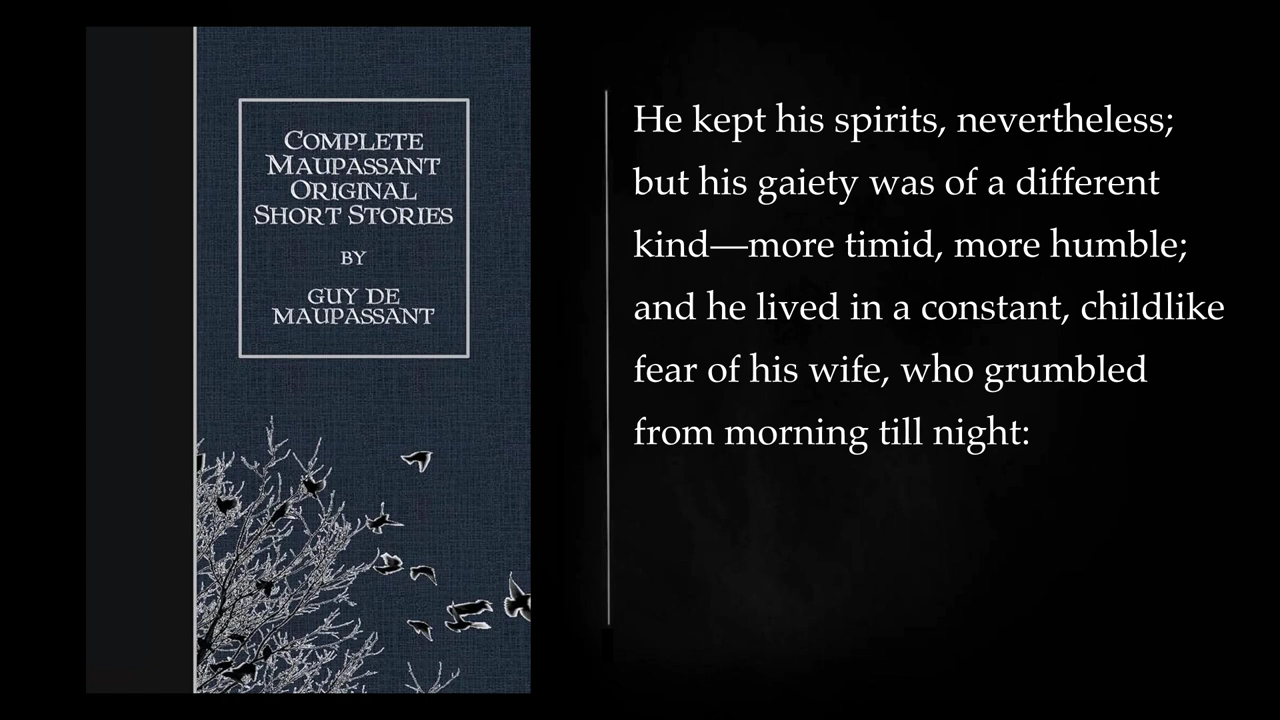 COMPLETE
MAUPASSANT
ORIGINAL
SHORT STORIES
BY
GUY DE
MAUPASSANT
He kept his spirits, nevertheless;
but his gaiety was of a different
kind—more timid, more humble;
and he lived in a constant, childlike
fear of his wife, who grumbled
from morning till night: